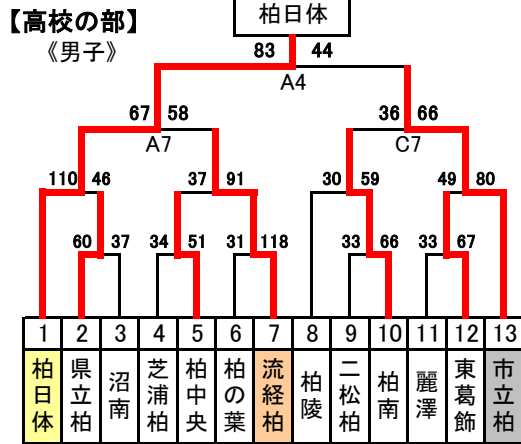 【高校の部】
柏日体
《男子》
83 44
A4
67 58 36 66
A7 C7
110 46 37 91 30 59 49 80
60 37 34 51 31 118 33 66 33 67
1 2 3 4 5 6 7 8 9 10 11 12 13
柏日体
県立柏
沼南
芝浦柏
柏中央
柏の葉
流経柏
柏陵
二松柏
柏南
麗澤
東葛飾
市立柏